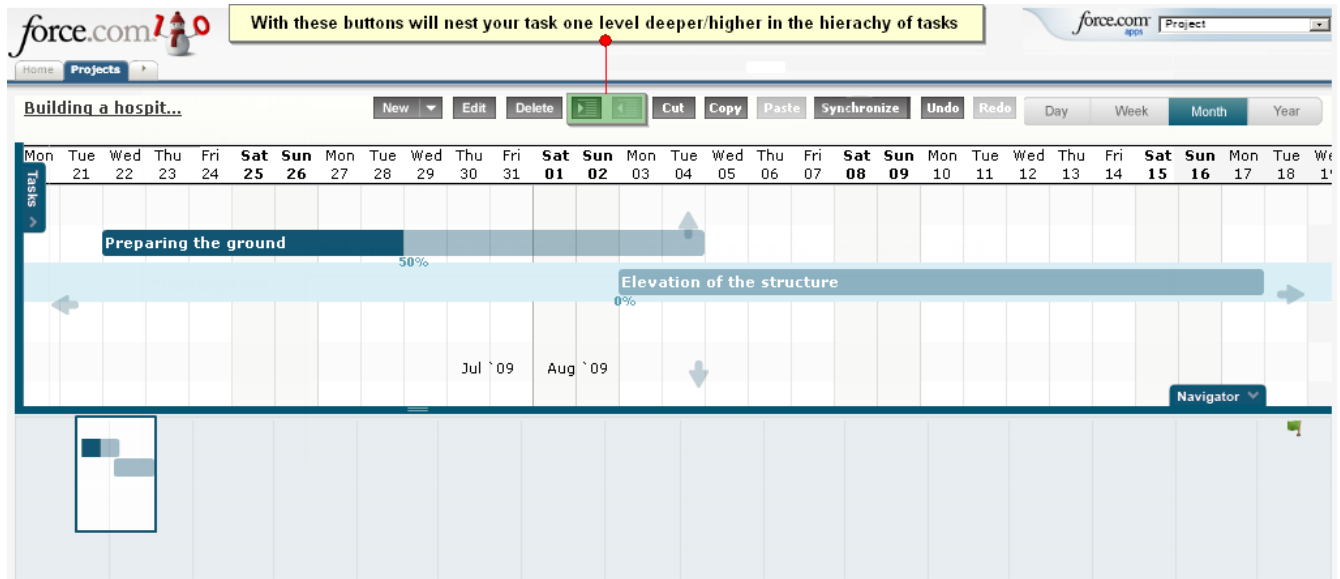 force.com
With these buttons will nest your task one level deeper/higher in the hierachy of tasks
force.com
apps
Project
Home Projects
Building a hospit...
New Edit Delete Cut Copy Paste Synchronize Undo Redo Day Week Month Year
Mon Tue Wed Thu Fri Sat Sun Mon Tue Wed Thu Fri Sat Sun Mon Tue Wed Thu Fri Sat Sun Mon Tue Wed Thu Fri Sat Sun Mon Tue
21 22 23 24 25 26 27 28 29 30 31 01 02 03 04 05 06 07 08 09 10 11 12 13 14 15 16 17 18
Tasks
Preparing the ground
50%
Elevation of the structure
0%
Jul `09 Aug `09
Navigator